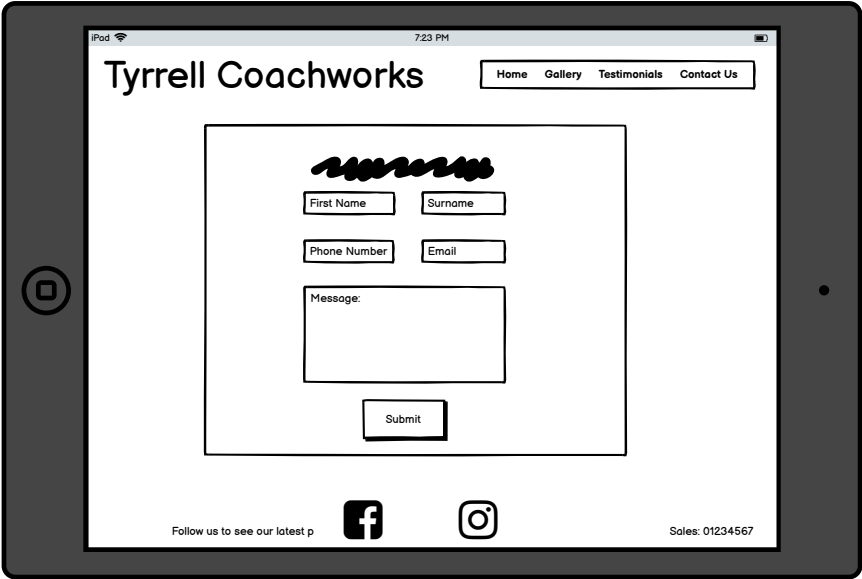 iPad 7:23 PM
Tyrrell Coachworks
Home Gallery Testimonials Contact Us
First Name Surname
Phone Number Email
Message:
Submit
Follow us to see our latest p
Sales: 01234567